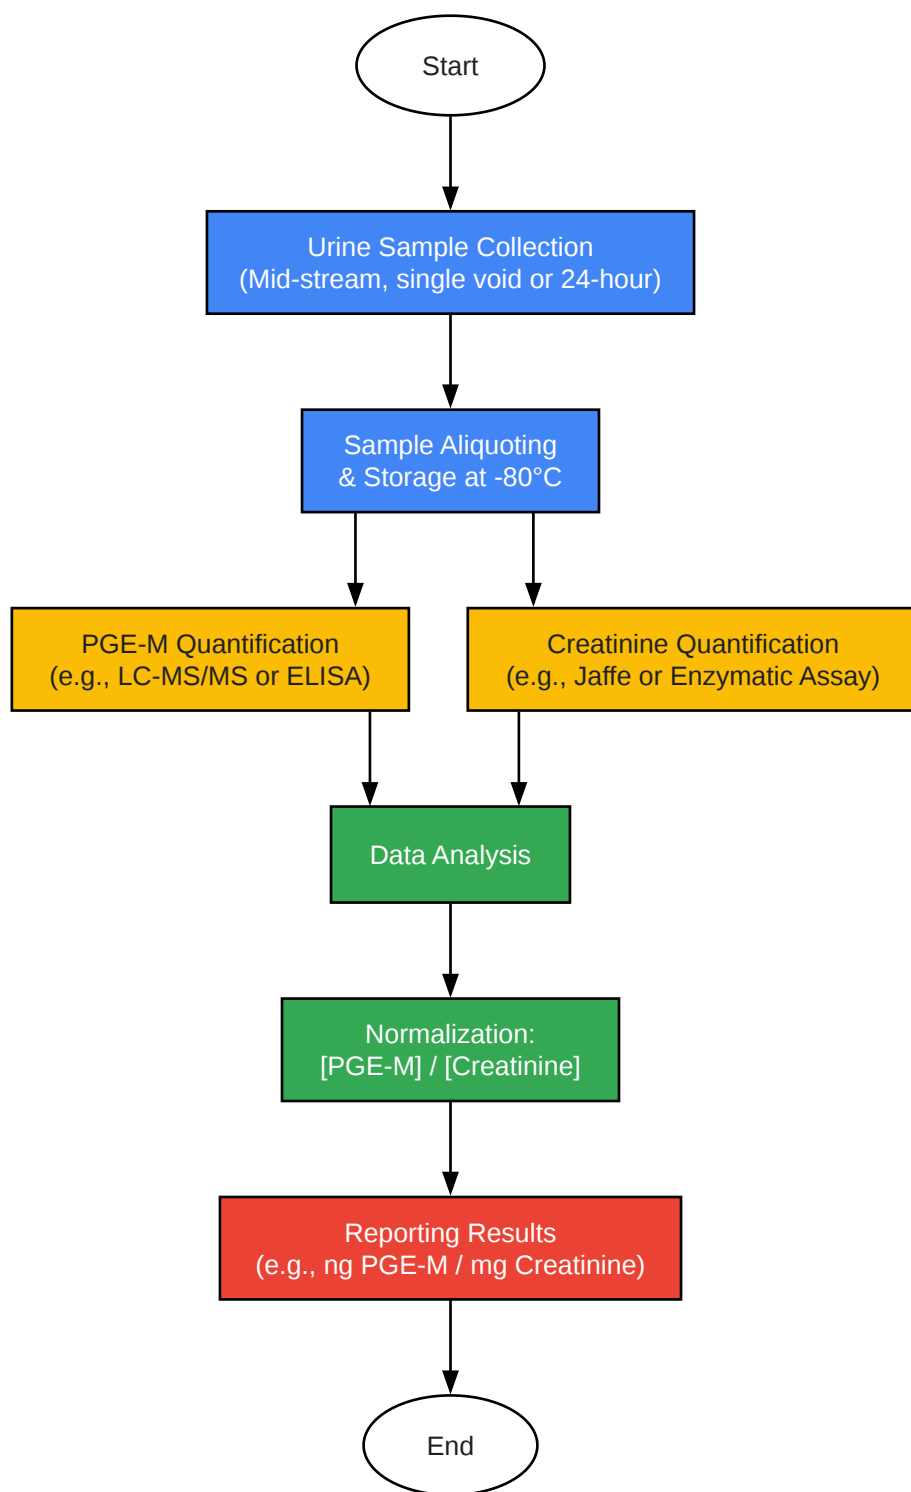 Start
Urine Sample Collection
(Mid-stream, single void or 24-hour)
Sample Aliquoting
& Storage at -80°C
PGE-M Quantification
(e.g., LC-MS/MS or ELISA)
Creatinine Quantification
(e.g., Jaffe or Enzymatic Assay)
Data Analysis
Normalization:
[PGE-M] / [Creatinine]
Reporting Results
(e.g., ng PGE-M / mg Creatinine)
End